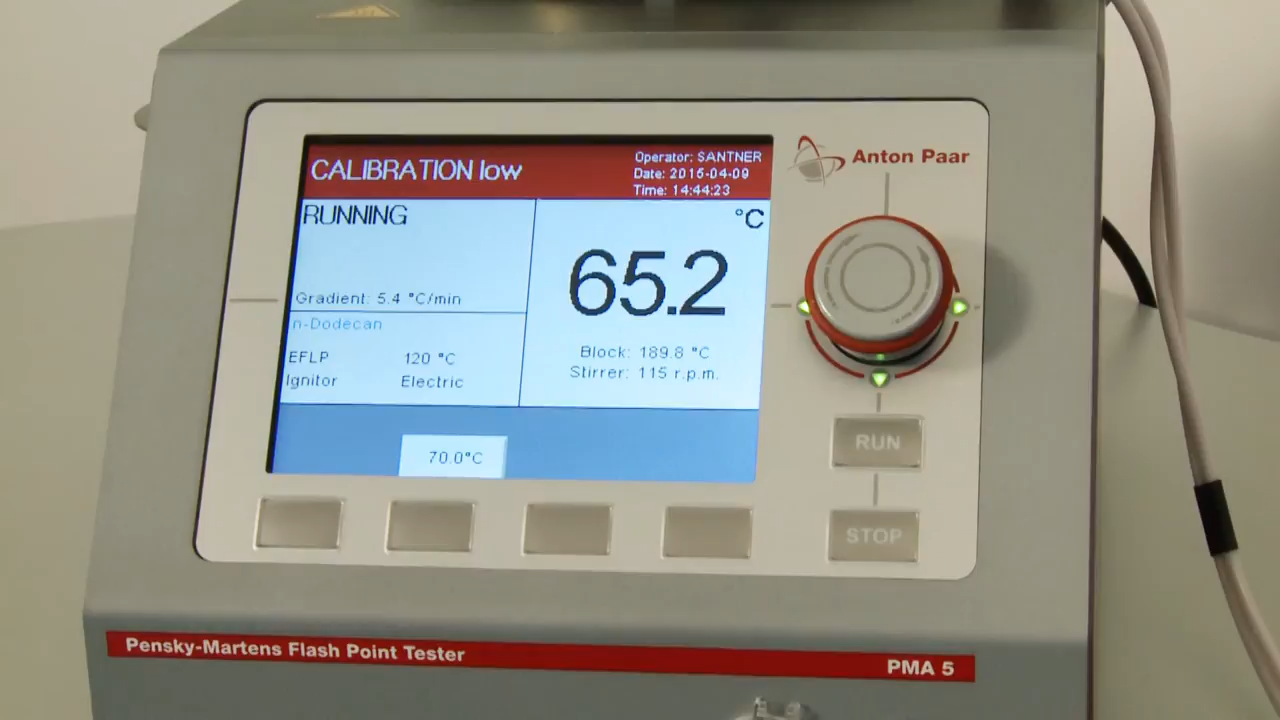 CALIBRATION low
Operator: SANTNER
Date: 2016-04-09
Time: 14:44:23
RUNNING
Gradient: 5.4 °C/min
°C
65.2
Block: 189.8 °C
Stirrer: 115 r.p.m.
n-Dodecan
EFLP 120 °C
Ignitor Electric
70.0°C
Anton Paar
RUN
STOP
Pensky-Martens Flash Point Tester
PMA 5